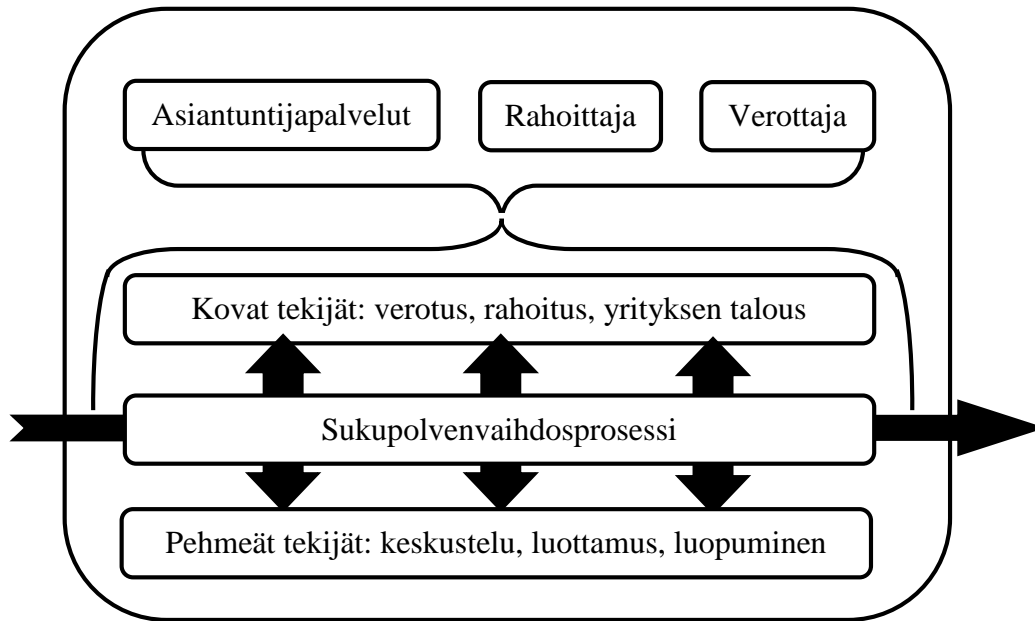 Asiantuntijapalvelut
Rahoittaja
Verottaja
Kovat tekijät: verotus, rahoitus, yrityksen talous
Sukupolvenvaihdosprosessi
Pehmeät tekijät: keskustelu, luottamus, luopuminen